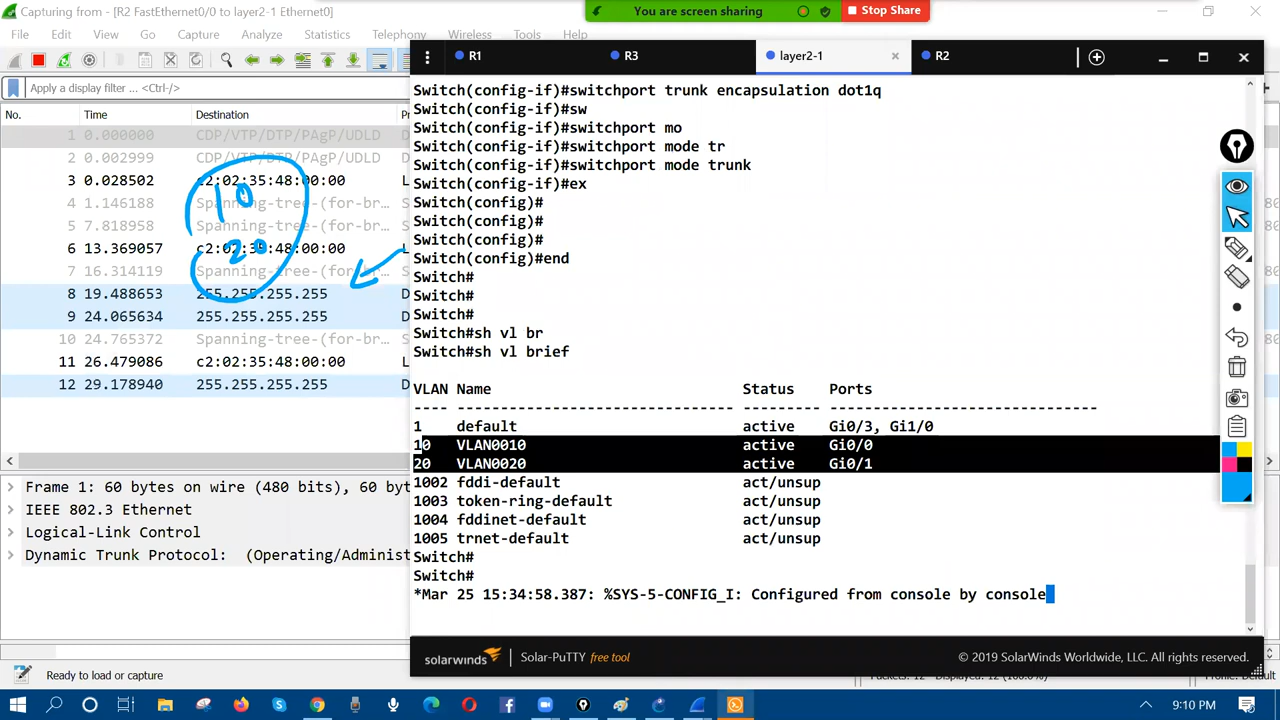 Capturing from - [R2 FastEthernet0/0 to layer2-1 Ethernet0]
You are screen sharing
Stop Share
File Edit View Go Capture Analyze Statistics Telephony Wireless Tools Help
Apply a display filter ... <Ctrl-/>
No. Time Destination
1 0.000000 CDP/VTP/DTP/PAgP/UDLD
2 0.002999 CDP/VTP/DTP/PAgP/UDLD
3 0.028502 c2:02:35:48:00:00 L
4 1.146188 Spanning-tree-(for-br… S
5 7.818958 Spanning-tree-(for-br… S
6 13.369057 c2:02:35:48:00:00 L
7 16.314119 Spanning-tree-(for-br… S
8 19.488653 255.255.255.255 D
9 24.065634 255.255.255.255 D
10 24.765372 Spanning-tree-(for-br… S
11 26.479086 c2:02:35:48:00:00 L
12 29.178940 255.255.255.255 D
10
20
Frame 1: 60 bytes on wire (480 bits), 60 byt
IEEE 802.3 Ethernet
Logical-Link Control
Dynamic Trunk Protocol: (Operating/Administ
Ready to load or capture
R1 R3 layer2-1 R2
Switch(config-if)#switchport trunk encapsulation dot1q
Switch(config-if)#sw
Switch(config-if)#switchport mo
Switch(config-if)#switchport mode tr
Switch(config-if)#switchport mode trunk
Switch(config-if)#ex
Switch(config)#
Switch(config)#
Switch(config)#
Switch(config)#end
Switch#
Switch#
Switch#
Switch#sh vl br
Switch#sh vl brief
VLAN Name Status Ports
---- -------------------------------- --------- -------------------------------
1 default active Gi0/3, Gi1/0
10 VLAN0010 active Gi0/0
20 VLAN0020 active Gi0/1
1002 fddi-default act/unsup
1003 token-ring-default act/unsup
1004 fddinet-default act/unsup
1005 trnet-default act/unsup
Switch#
Switch#
*Mar 25 15:34:58.387: %SYS-5-CONFIG_I: Configured from console by console
solarwinds Solar-PuTTY free tool © 2019 SolarWinds Worldwide, LLC. All rights reserved.
9:10 PM